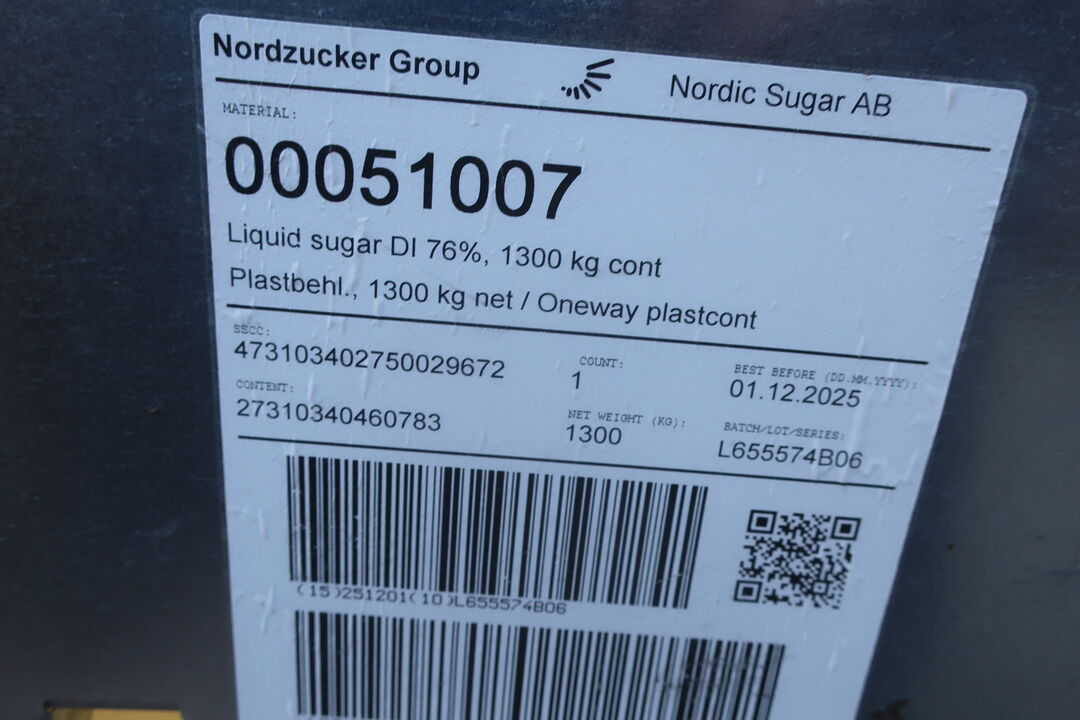 Nordzucker Group
Nordic Sugar AB
MATERIAL:
00051007
Liquid sugar DI 76%, 1300 kg cont
Plastbehl., 1300 kg net / Oneway plastcont
SSCC:
473103402750029672
COUNT:
1
BEST BEFORE (DD.MM.YYYY):
01.12.2025
CONTENT:
27310340460783
NET WEIGHT (KG):
1300
BATCH/LOT/SERIES:
L655574B06
(15)251201(10)L655574B06